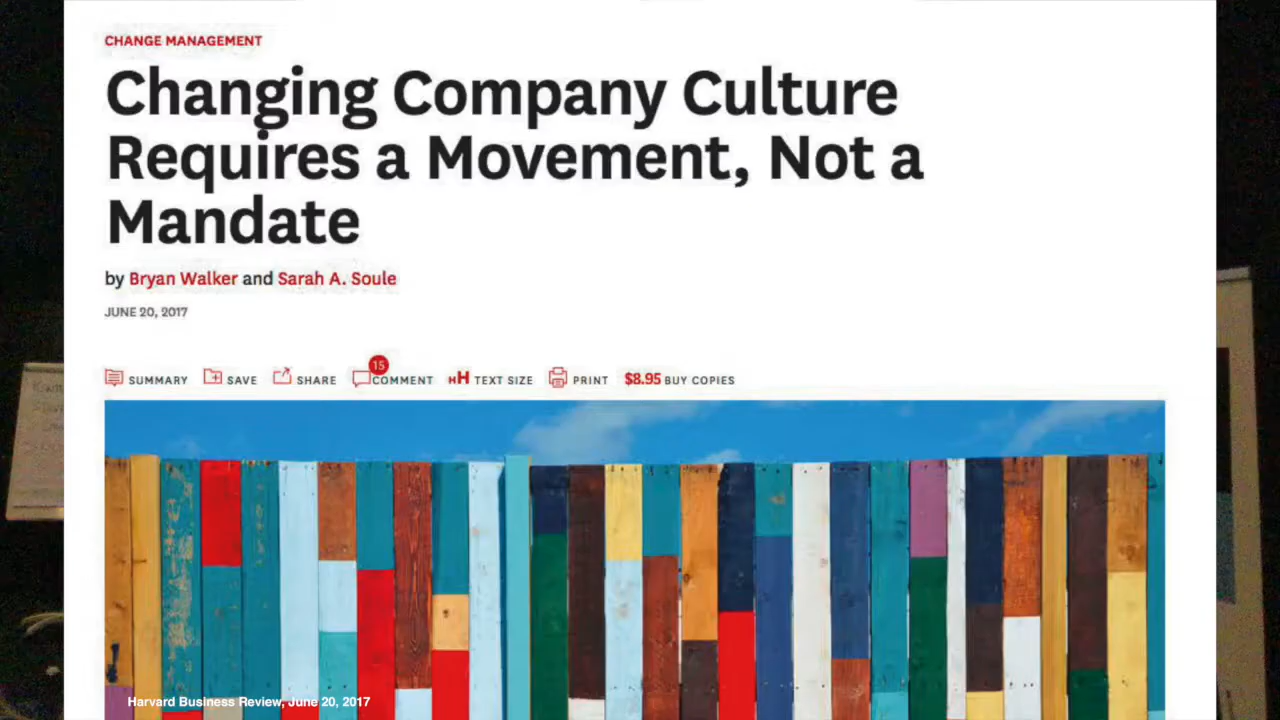 CHANGE MANAGEMENT
Changing Company Culture
Requires a Movement, Not a
Mandate
by Bryan Walker and Sarah A. Soule
JUNE 20, 2017
15
SUMMARY SAVE SHARE COMMENT HH TEXT SIZE PRINT $8.95 BUY COPIES
Harvard Business Review, June 20, 2017